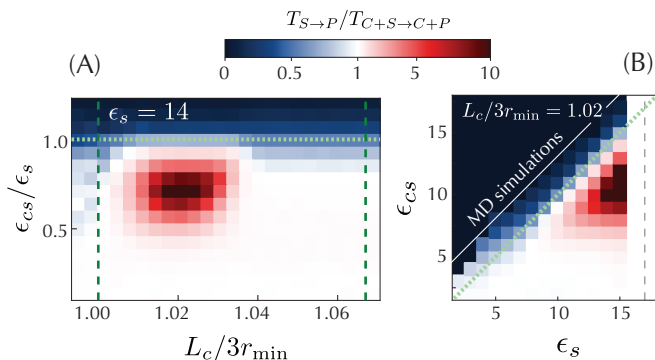 T_{S→P}/T_{C+S→C+P}
0 0.5 1 5 10
(A)
(B)
ϵ_s = 14
L_c/3r_min = 1.02
MD simulations
ϵ_cs/ϵ_s
1.0
0.5
1.00 1.02 1.04 1.06
L_c/3r_min
ϵ_cs
15
10
5
5 10 15
ϵ_s